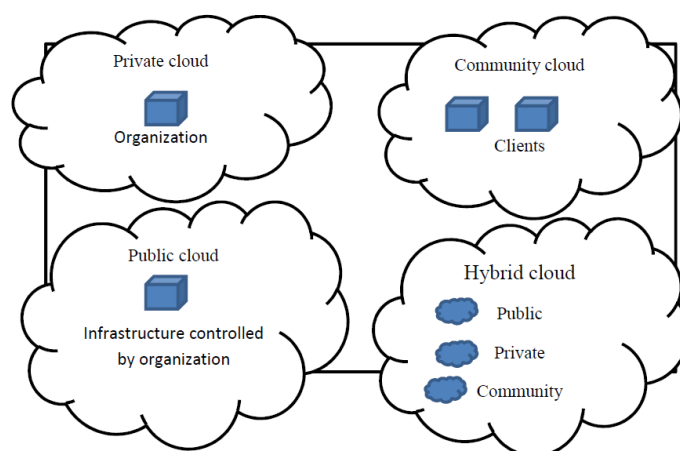 Private cloud
Organization
Community cloud
Clients
Public cloud
Infrastructure controlled
by organization
Hybrid cloud
Public
Private
Community